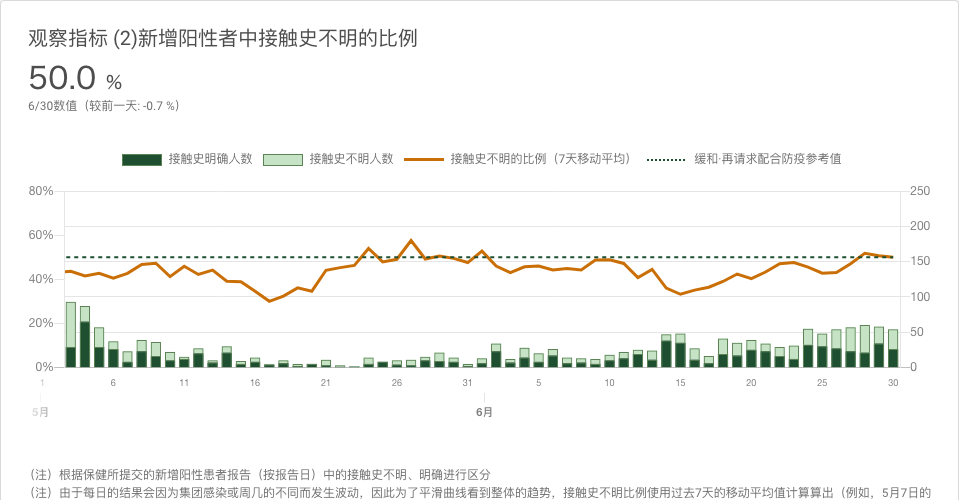 观察指标 (2)新增阳性者中接触史不明的比例
50.0 %
6/30数值（较前一天: -0.7 %）
接触史明确人数 接触史不明人数 接触史不明的比例（7天移动平均） 缓和·再请求配合防疫参考值
80% 250
200
60%
150
40%
100
20%
50
0% 0
1 6 11 16 21 26 31 5 10 15 20 25 30
5月 6月
（注）根据保健所提交的新增阳性患者报告（按报告日）中的接触史不明、明确进行区分
（注）由于每日的结果会因为集团感染或周几的不同而发生波动，因此为了平滑曲线看到整体的趋势，接触史不明比例使用过去7天的移动平均值计算算出（例如，5月7日的